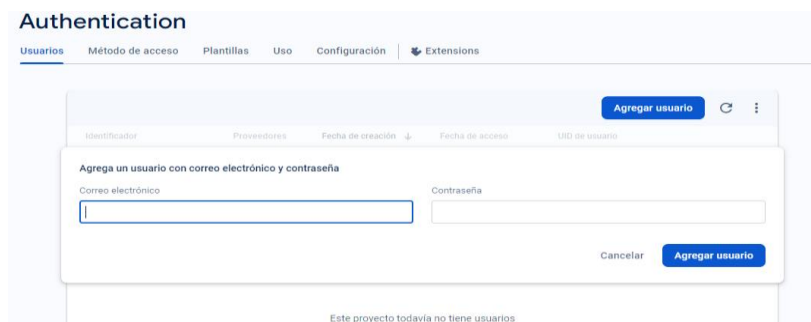 Authentication
Usuarios Método de acceso Plantillas Uso Configuración Extensions
Agregar usuario
Identificador Proveedores Fecha de creación Fecha de acceso UID de usuario
Agrega un usuario con correo electrónico y contraseña
Correo electrónico Contraseña
Cancelar Agregar usuario
Este proyecto todavía no tiene usuarios